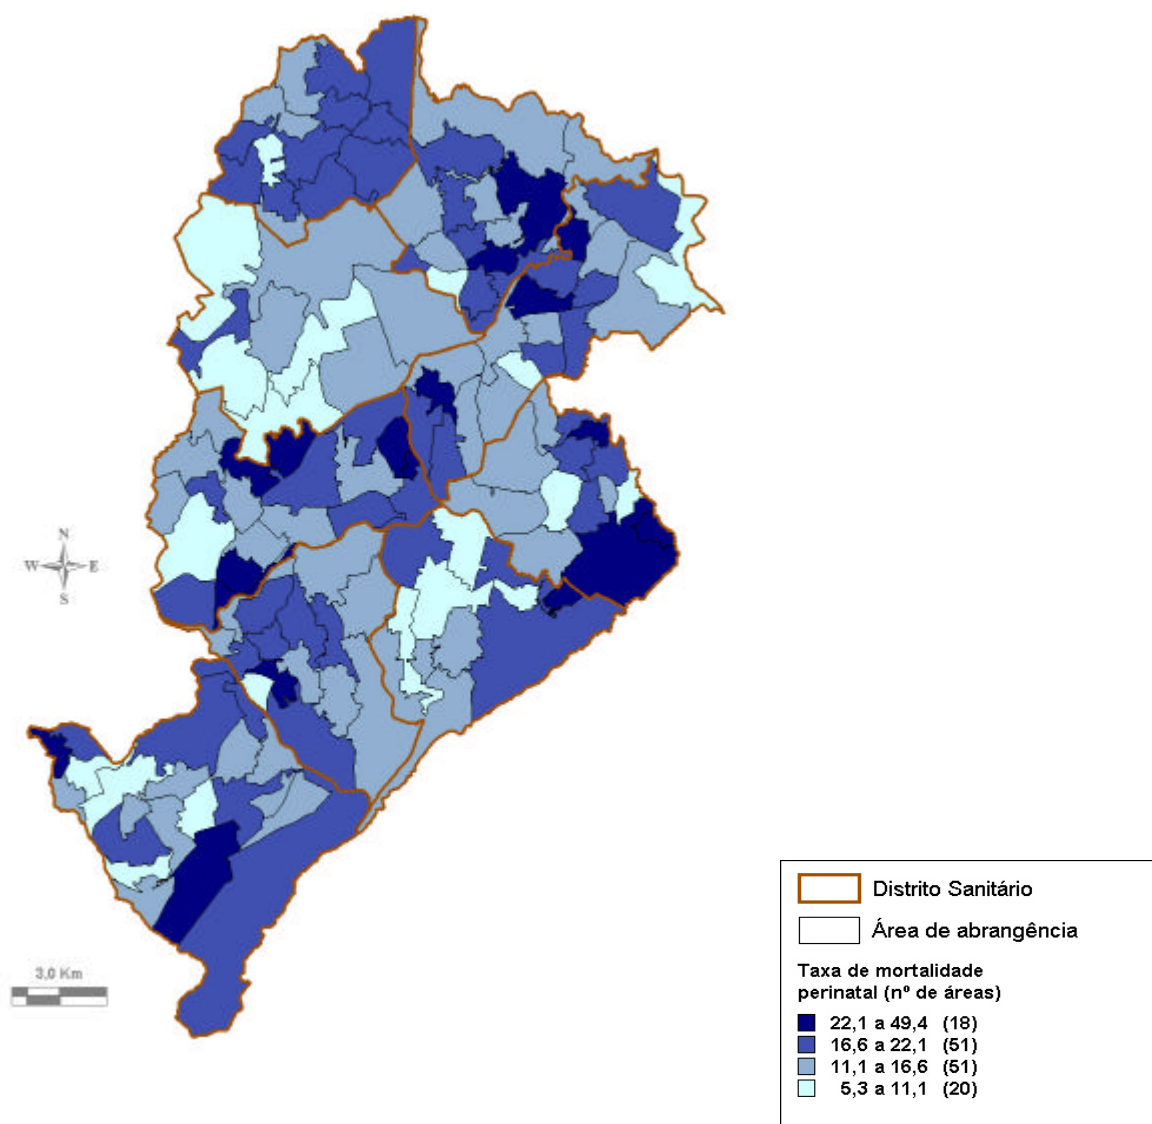 N
W E
S
3,0 Km
Distrito Sanitário
Área de abrangência
Taxa de mortalidade
perinatal (nº de áreas)
22,1 a 49,4 (18)
16,6 a 22,1 (51)
11,1 a 16,6 (51)
5,3 a 11,1 (20)